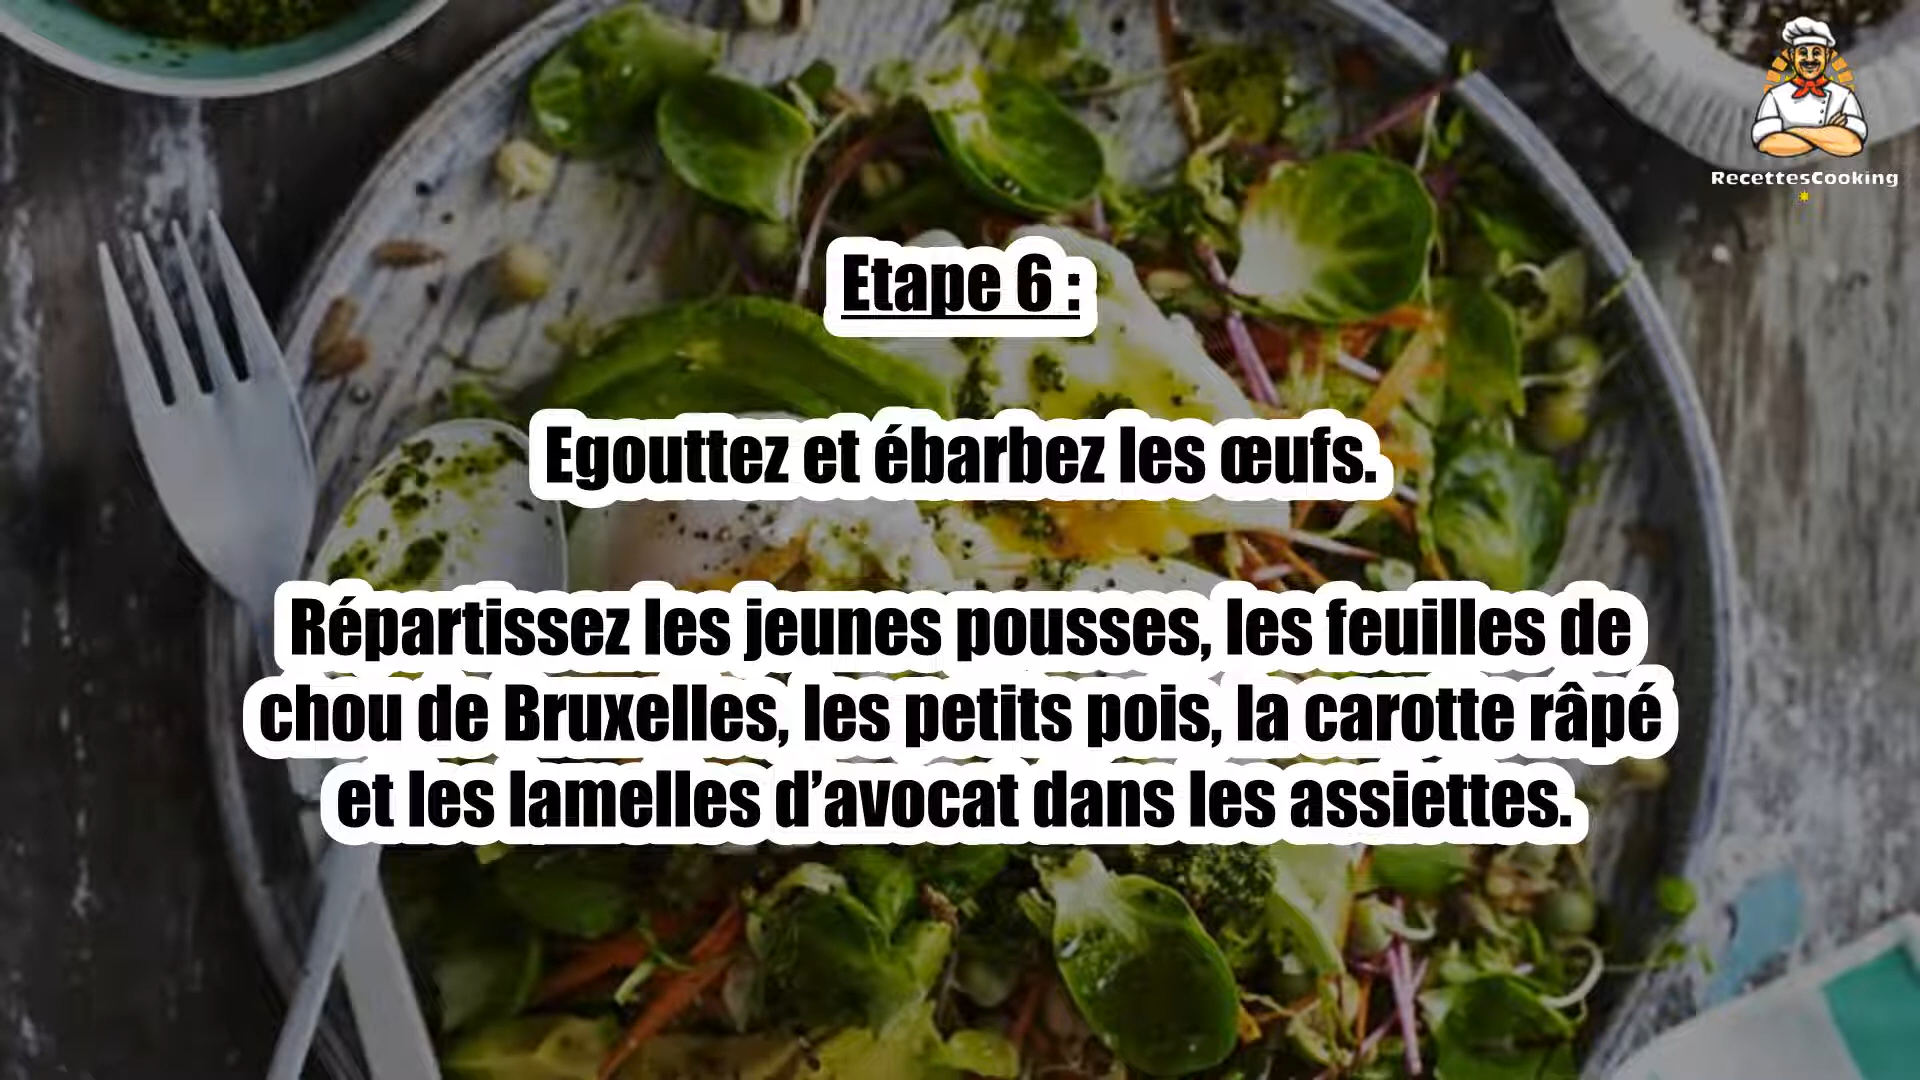 RecettesCooking
Etape 6 :
Egouttez et ébarbez les œufs.
Répartissez les jeunes pousses, les feuilles de
chou de Bruxelles, les petits pois, la carotte râpé
et les lamelles d’avocat dans les assiettes.